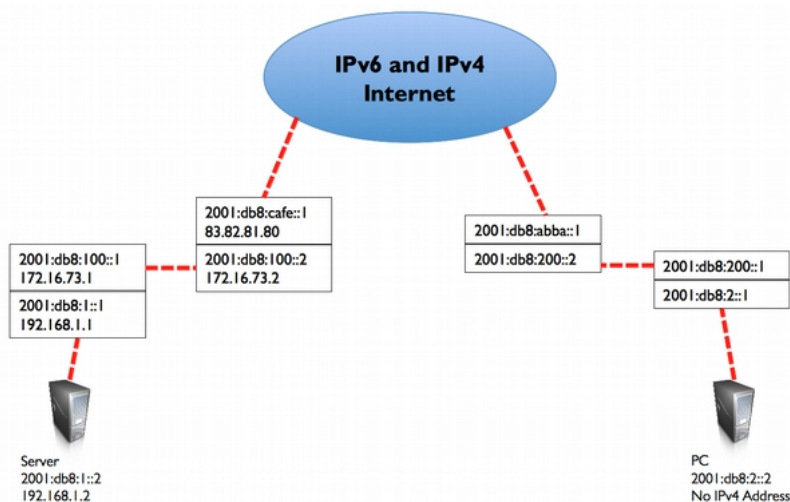 IPv6 and IPv4
Internet
2001:db8:cafe::1
83.82.81.80
2001:db8:100::2
172.16.73.2
2001:db8:abba::1
2001:db8:200::2
2001:db8:100::1
172.16.73.1
2001:db8:1::1
192.168.1.1
2001:db8:200::1
2001:db8:2::1
Server
2001:db8:1::2
192.168.1.2
PC
2001:db8:2::2
No IPv4 Address